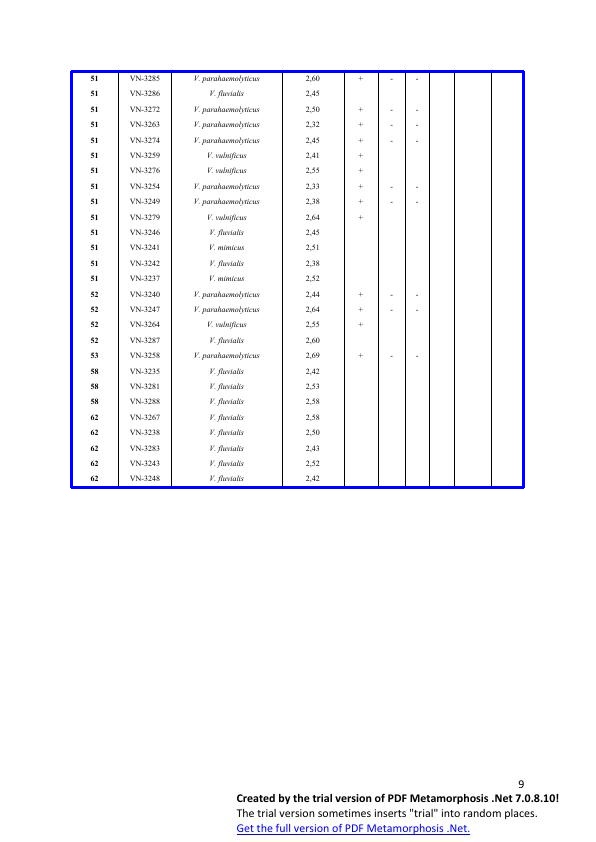 51 VN-3285 V. parahaemolyticus 2,60 + - -
51 VN-3286 V. fluvialis 2,45
51 VN-3272 V. parahaemolyticus 2,50 + - -
51 VN-3263 V. parahaemolyticus 2,32 + - -
51 VN-3274 V. parahaemolyticus 2,45 + - -
51 VN-3259 V. vulnificus 2,41 +
51 VN-3276 V. vulnificus 2,55 +
51 VN-3254 V. parahaemolyticus 2,33 + - -
51 VN-3249 V. parahaemolyticus 2,38 + - -
51 VN-3279 V. vulnificus 2,64 +
51 VN-3246 V. fluvialis 2,45
51 VN-3241 V. mimicus 2,51
51 VN-3242 V. fluvialis 2,38
51 VN-3237 V. mimicus 2,52
52 VN-3240 V. parahaemolyticus 2,44 + - -
52 VN-3247 V. parahaemolyticus 2,64 + - -
52 VN-3264 V. vulnificus 2,55 +
52 VN-3287 V. fluvialis 2,60
53 VN-3258 V. parahaemolyticus 2,69 + - -
58 VN-3235 V. fluvialis 2,42
58 VN-3281 V. fluvialis 2,53
58 VN-3288 V. fluvialis 2,58
62 VN-3267 V. fluvialis 2,58
62 VN-3238 V. fluvialis 2,50
62 VN-3283 V. fluvialis 2,43
62 VN-3243 V. fluvialis 2,52
62 VN-3248 V. fluvialis 2,42
9
Created by the trial version of PDF Metamorphosis .Net 7.0.8.10!
The trial version sometimes inserts "trial" into random places.
Get the full version of PDF Metamorphosis .Net.